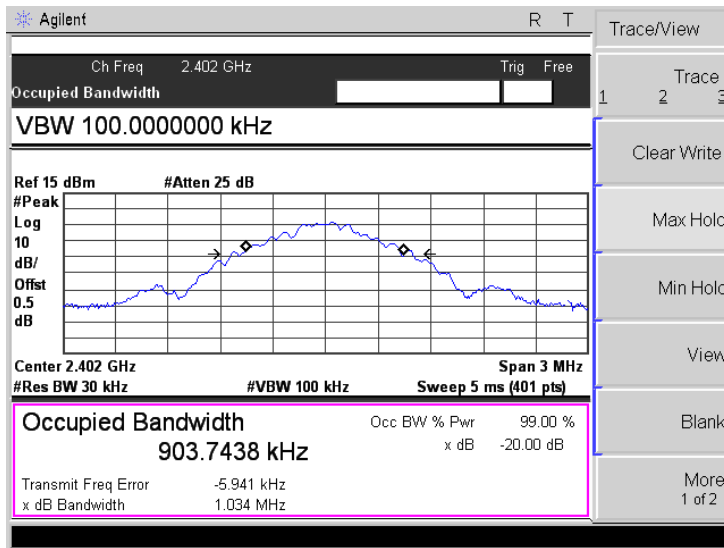 Agilent R T
Trace/View
Ch Freq 2.402 GHz Trig Free
Occupied Bandwidth
Trace
1 2 3
VBW 100.0000000 kHz
Clear Write
Ref 15 dBm #Atten 25 dB
#Peak
Log
10
dB/
Offst
0.5
dB
Max Hold
Min Hold
View
Center 2.402 GHz Span 3 MHz
#Res BW 30 kHz #VBW 100 kHz Sweep 5 ms (401 pts)
Blank
Occupied Bandwidth Occ BW % Pwr 99.00 %
903.7438 kHz x dB -20.00 dB
Transmit Freq Error -5.941 kHz
x dB Bandwidth 1.034 MHz
More
1 of 2